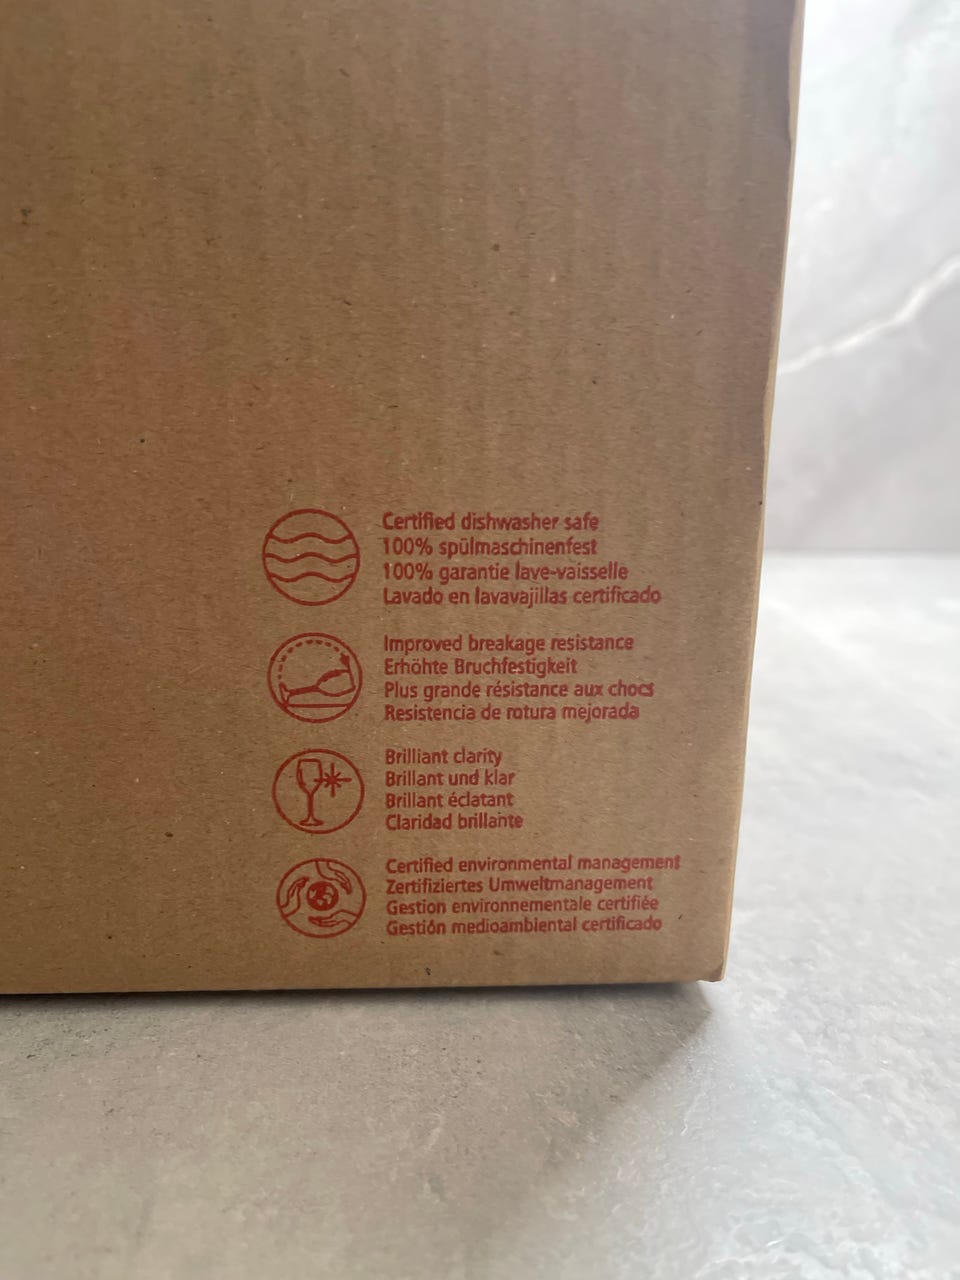 Certified dishwasher safe
100% spülmaschinenfest
100% garantie lave-vaisselle
Lavado en lavavajillas certificado
Improved breakage resistance
Erhöhte Bruchfestigkeit
Plus grande résistance aux chocs
Resistencia de rotura mejorada
Brilliant clarity
Brillant und klar
Brillant éclatant
Claridad brillante
Certified environmental management
Zertifiziertes Umweltmanagement
Gestion environnementale certifiée
Gestión medioambiental certificado